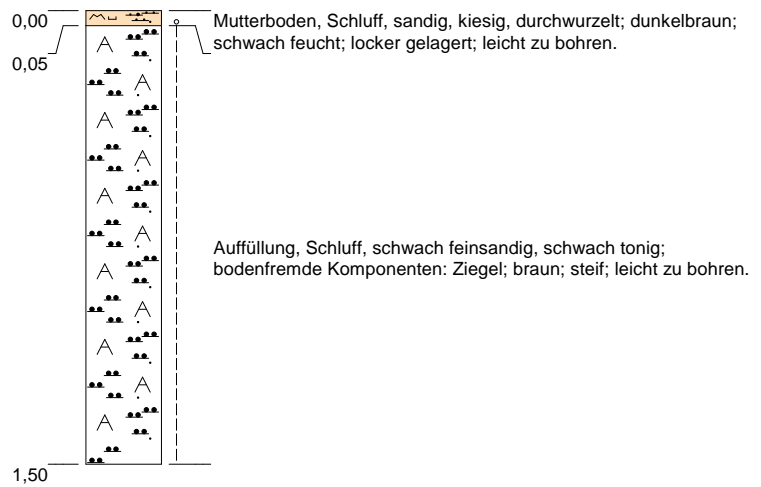 0,00
Mutterboden, Schluff, sandig, kiesig, durchwurzelt; dunkelbraun;
schwach feucht; locker gelagert; leicht zu bohren.
0,05
A
A
A
A
A
A
A
A
A
A
A
Auffüllung, Schluff, schwach feinsandig, schwach tonig;
bodenfremde Komponenten: Ziegel; braun; steif; leicht zu bohren.
1,50